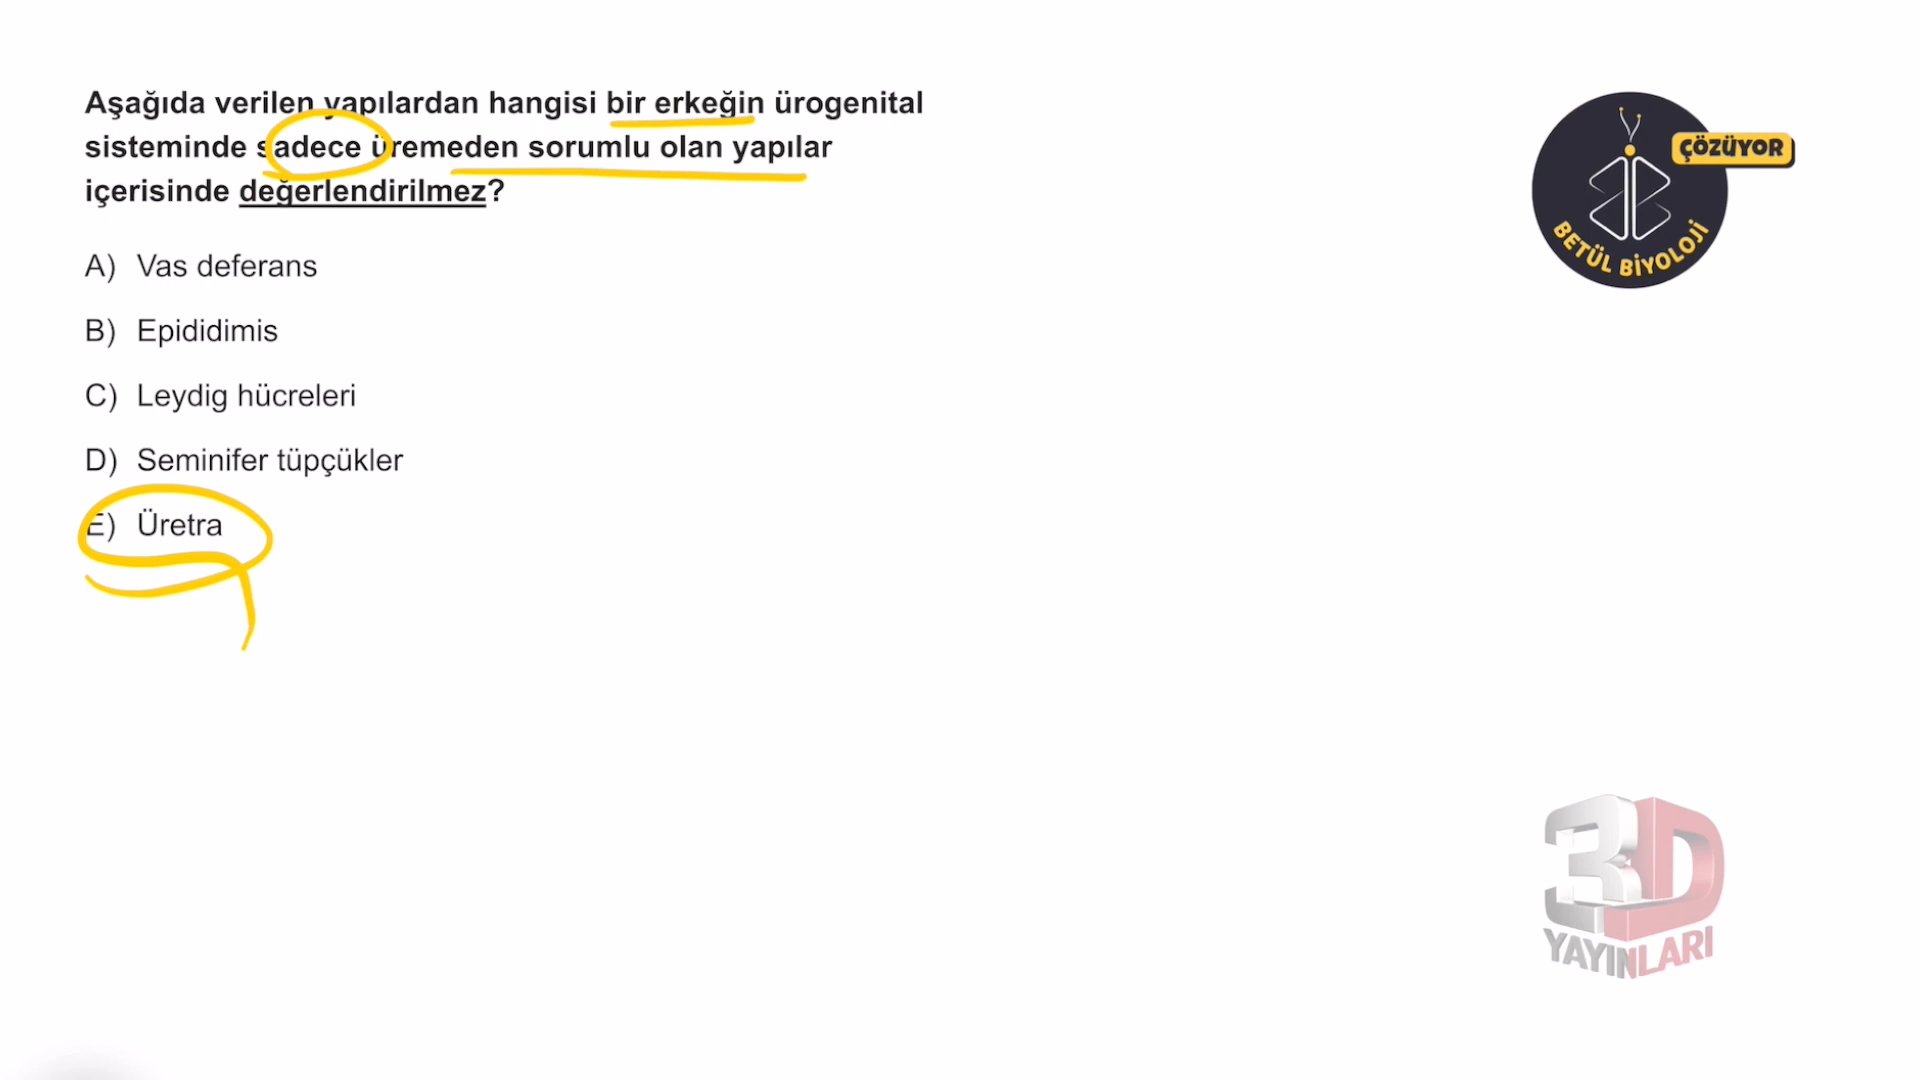 Aşağıda verilen yapılardan hangisi bir erkeğin ürogenital
sisteminde sadece üremeden sorumlu olan yapılar
içerisinde değerlendirilmez?
A) Vas deferans
B) Epididimis
C) Leydig hücreleri
D) Seminifer tüpçükler
E) Üretra
ÇÖZÜYOR
BETÜL BİYOLOJİ
3D
YAYINLARI